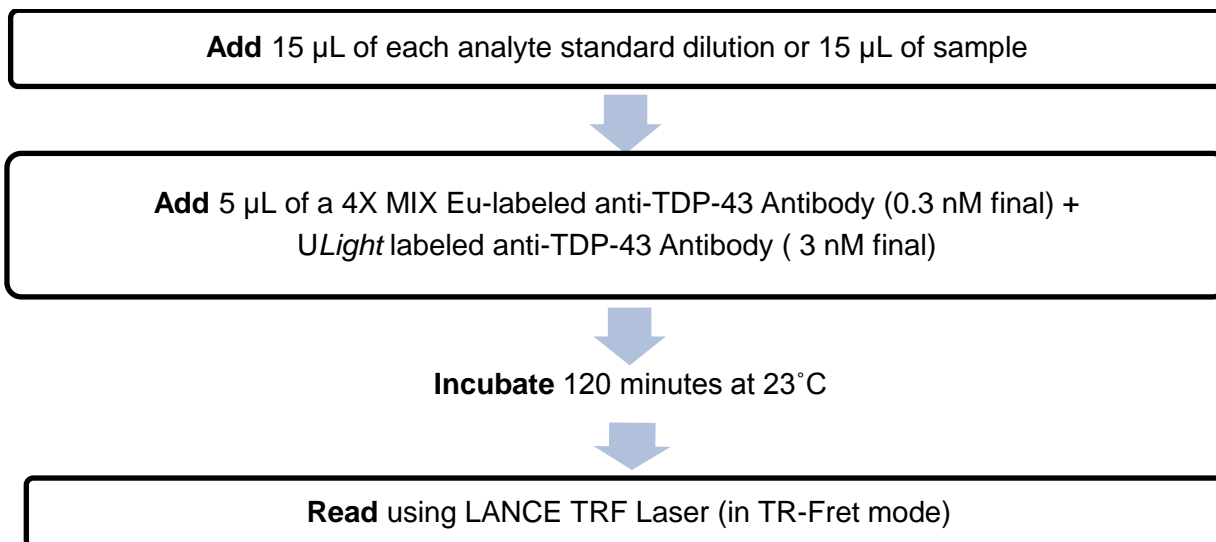 Add 15 µL of each analyte standard dilution or 15 µL of sample
Add 5 µL of a 4X MIX Eu-labeled anti-TDP-43 Antibody (0.3 nM final) +
ULight labeled anti-TDP-43 Antibody ( 3 nM final)
Incubate 120 minutes at 23˚C
Read using LANCE TRF Laser (in TR-Fret mode)